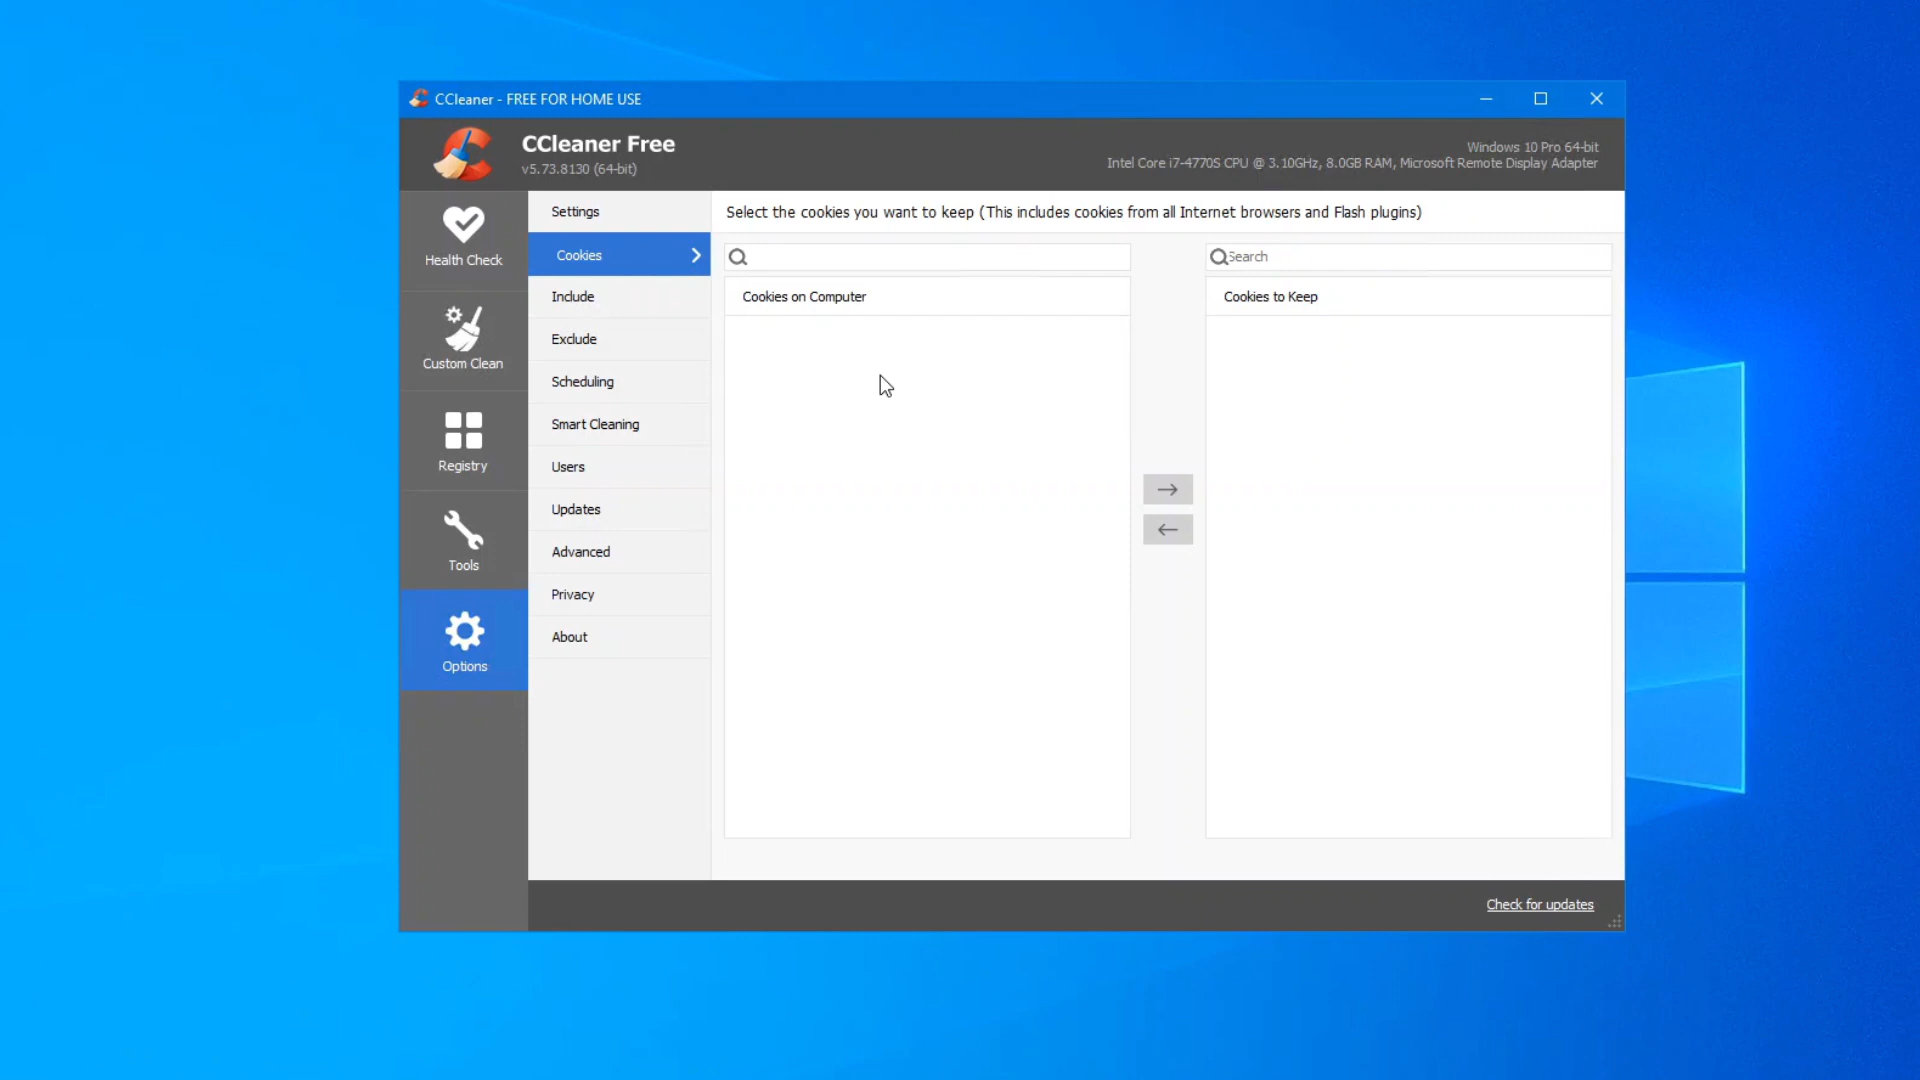 CCleaner - FREE FOR HOME USE
CCleaner Free
v5.73.8130 (64-bit)
Windows 10 Pro 64-bit
Intel Core i7-4770S CPU @ 3.10GHz, 8.0GB RAM, Microsoft Remote Display Adapter
Health Check
Custom Clean
Registry
Tools
Options
Settings
Cookies
Include
Exclude
Scheduling
Smart Cleaning
Users
Updates
Advanced
Privacy
About
Select the cookies you want to keep (This includes cookies from all Internet browsers and Flash plugins)
Search
Cookies on Computer
Cookies to Keep
Check for updates